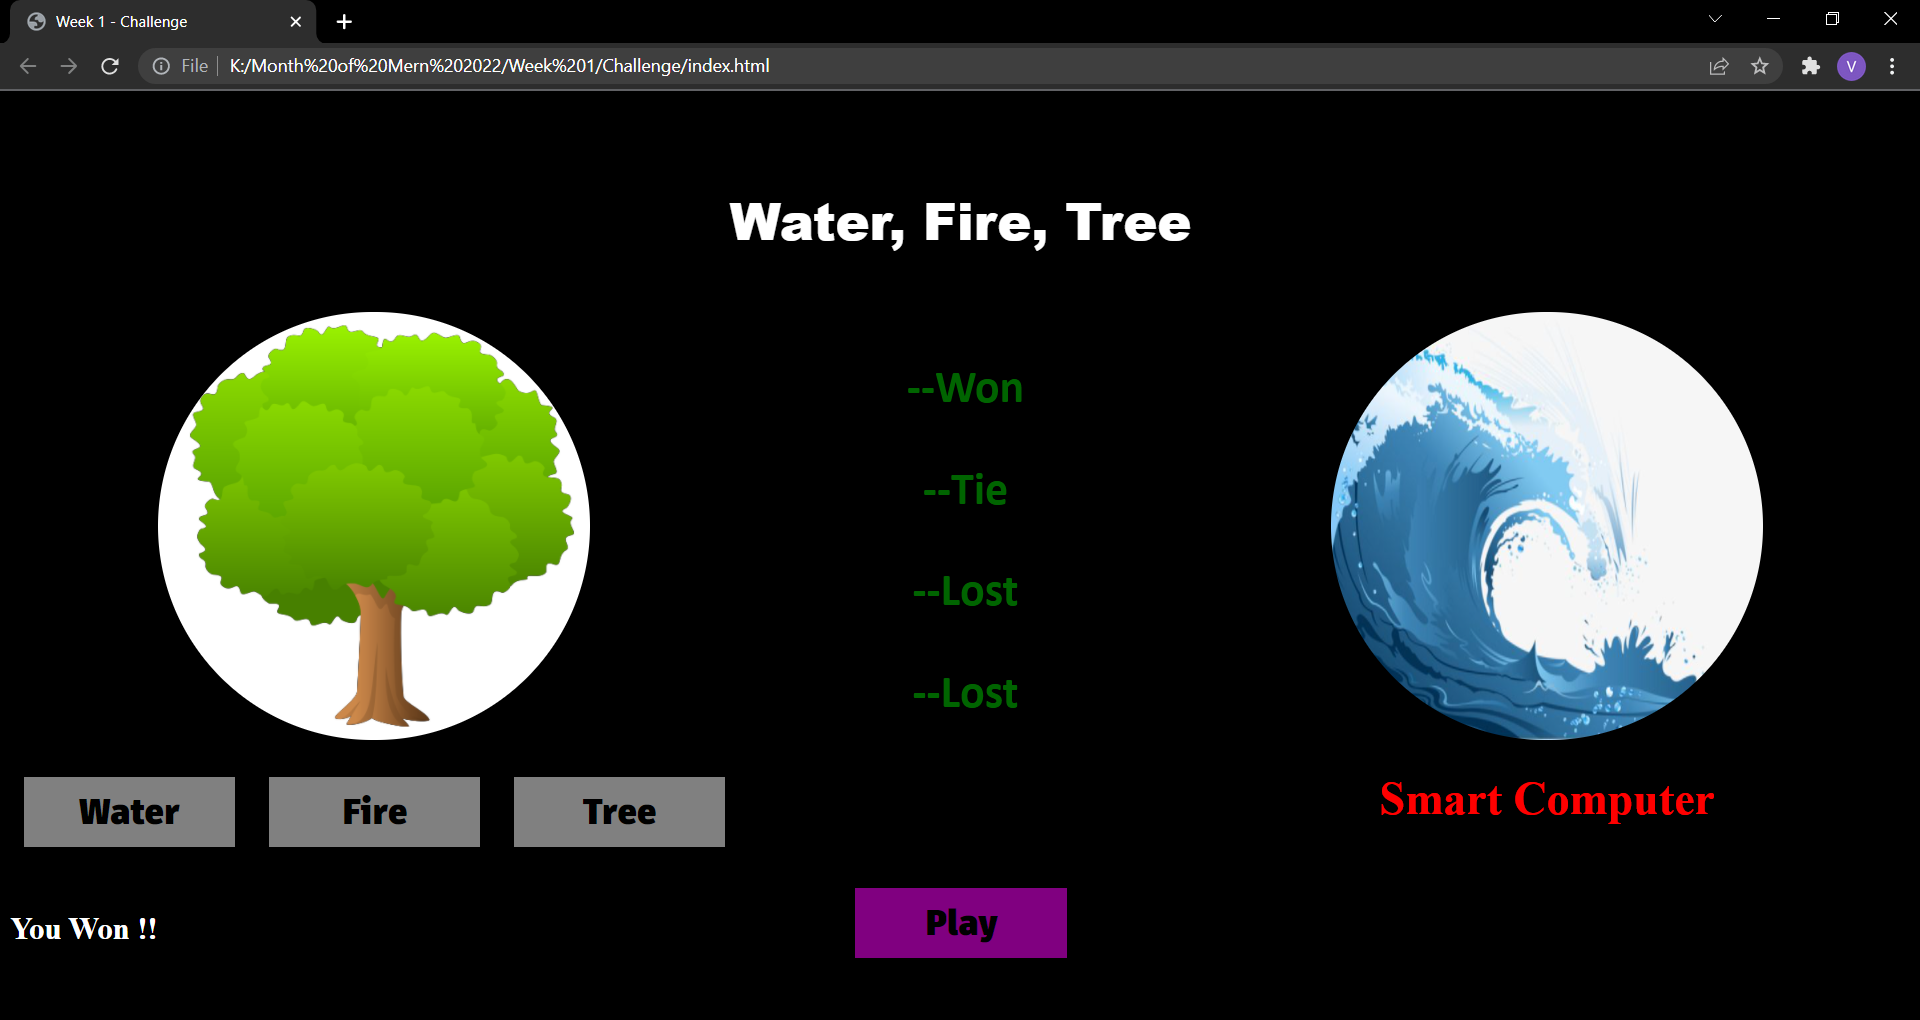 Week 1 - Challenge
File
K:/Month%20of%20Mern%202022/Week%201/Challenge/index.html
V
Water, Fire, Tree
--Won
--Tie
--Lost
--Lost
Water
Fire
Tree
Smart Computer
You Won !!
Play